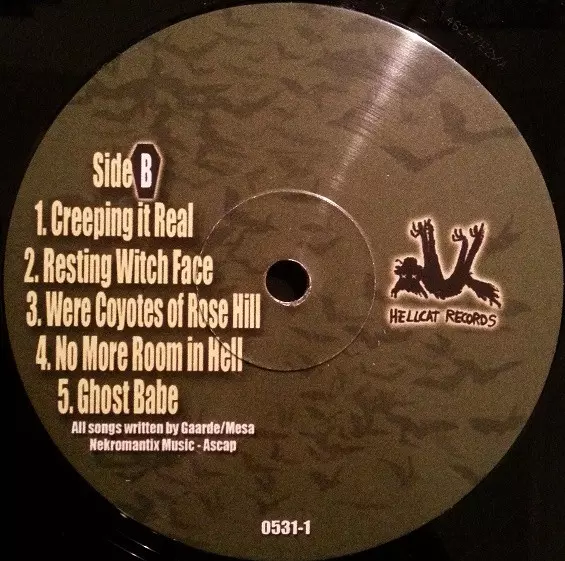 Side B
1. Creeping it Real
2. Resting Witch Face
3. Were Coyotes of Rose Hill
4. No More Room in Hell
5. Ghost Babe
All songs written by Gaarde/Mesa
Nekromantix Music - Ascap
HELLCAT RECORDS
0531-1